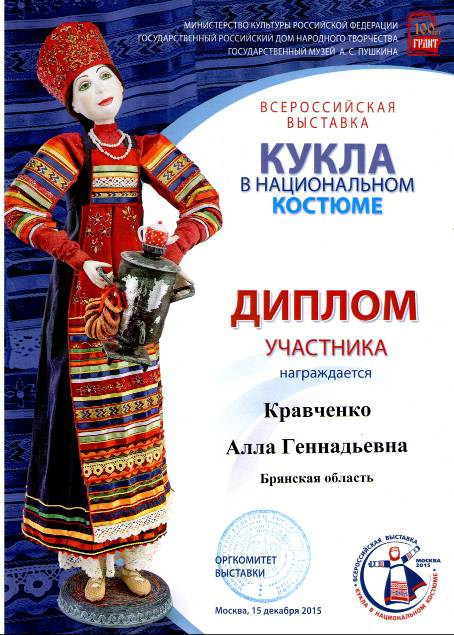 МИНИСТЕРСТВО КУЛЬТУРЫ РОССИЙСКОЙ ФЕДЕРАЦИИ
ГОСУДАРСТВЕННЫЙ РОССИЙСКИЙ ДОМ НАРОДНОГО ТВОРЧЕСТВА
ГОСУДАРСТВЕННЫЙ МУЗЕЙ А. С. ПУШКИНА
100 лет
ГРДНТ
ВСЕРОССИЙСКАЯ
ВЫСТАВКА
КУКЛА
В НАЦИОНАЛЬНОМ
КОСТЮМЕ
ДИПЛОМ
УЧАСТНИКА
награждается
Кравченко
Алла Геннадьевна
Брянская область
ОРГКОМИТЕТ
ВЫСТАВКИ
Москва, 15 декабря 2015
ВСЕРОССИЙСКАЯ ВЫСТАВКА
МОСКВА
2015
КУКЛА В НАЦИОНАЛЬНОМ КОСТЮМЕ